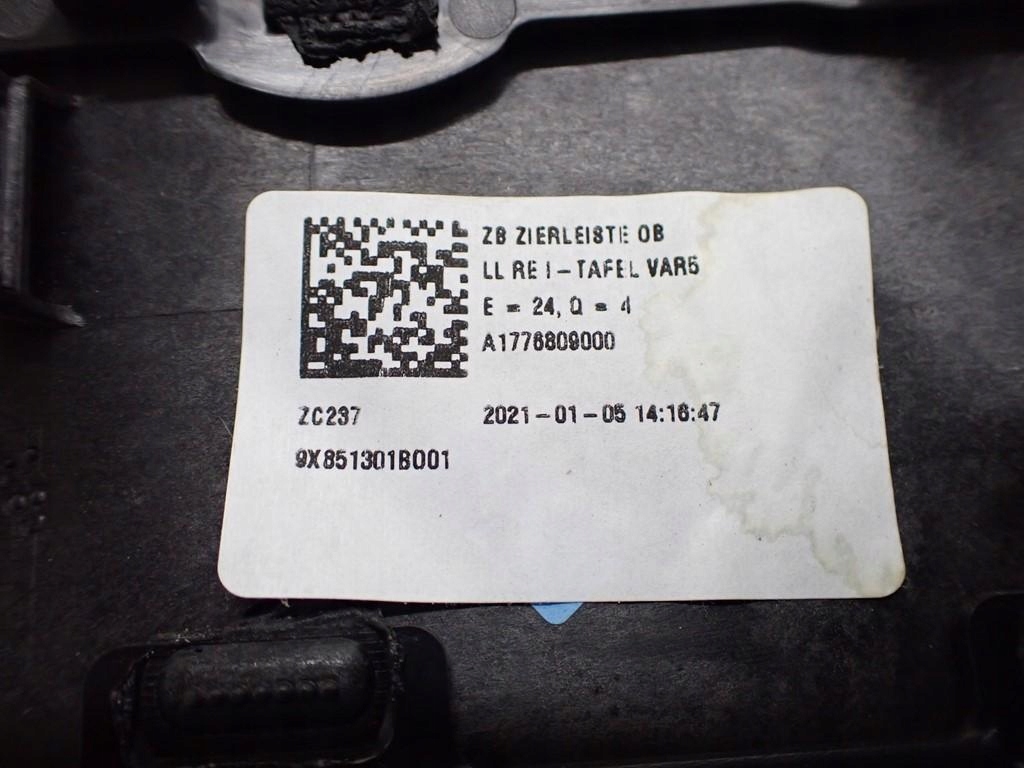 ZB ZIERLEISTE OB
LL RE I-TAFEL VAR5
E = 24, Q = 4
A1776809000
ZC237
2021-01-05 14:16:47
9X851301B001